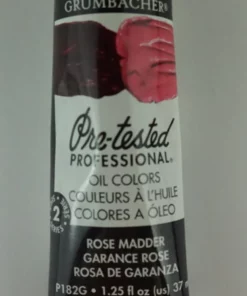 GRUMBACHER®
Pre-tested
PROFESSIONAL®
OIL COLORS
COULEURS À L'HUILE
COLORES A ÓLEO
2
ROSE MADDER
GARANCE ROSE
ROSA DE GARANZA
P182G • 1.25 fl oz (us) 37 m